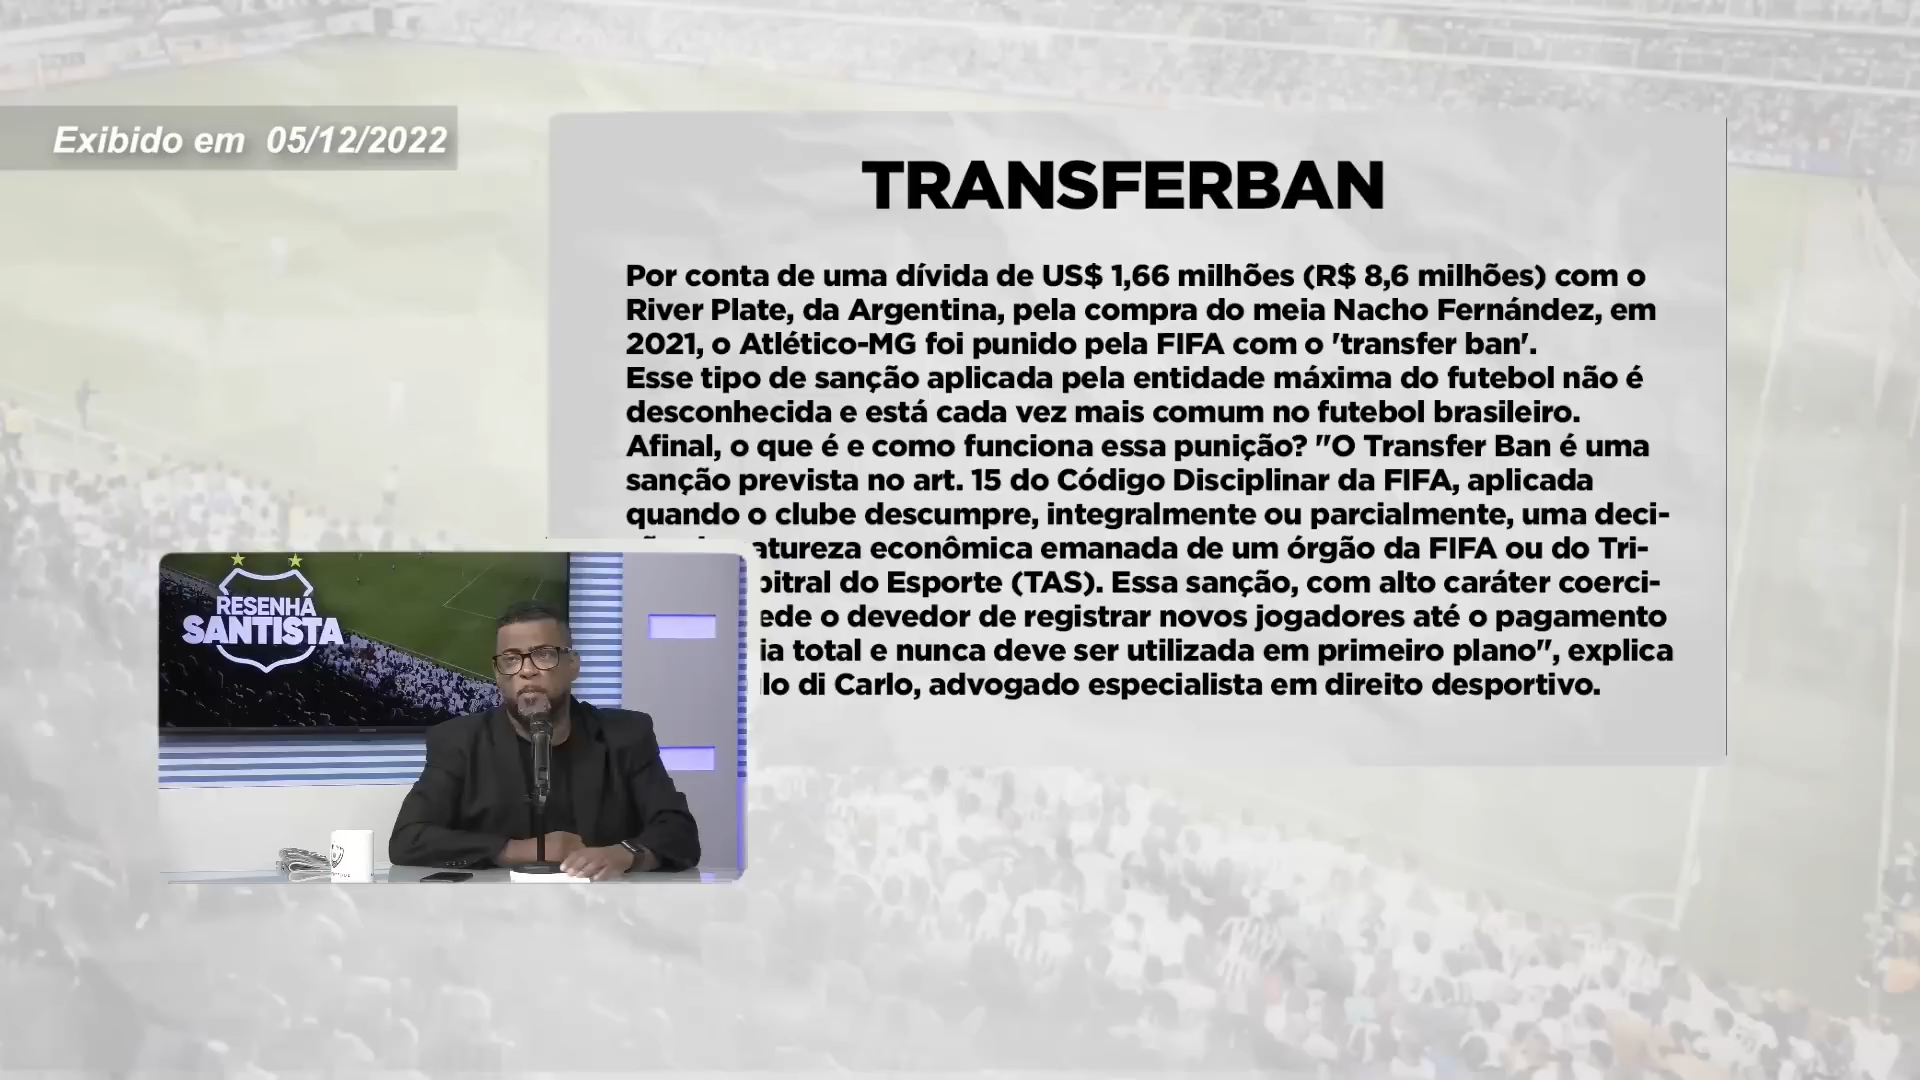 Exibido em 05/12/2022
TRANSFERBAN
Por conta de uma dívida de US$ 1,66 milhões (R$ 8,6 milhões) com o
River Plate, da Argentina, pela compra do meia Nacho Fernández, em
2021, o Atlético-MG foi punido pela FIFA com o 'transfer ban'.
Esse tipo de sanção aplicada pela entidade máxima do futebol não é
desconhecida e está cada vez mais comum no futebol brasileiro.
Afinal, o que é e como funciona essa punição? "O Transfer Ban é uma
sanção prevista no art. 15 do Código Disciplinar da FIFA, aplicada
quando o clube descumpre, integralmente ou parcialmente, uma deci-
econômica emanada de um órgão da FIFA ou do Tri-
do Esporte (TAS). Essa sanção, com alto caráter coerci-
o devedor de registrar novos jogadores até o pagamento
total e nunca deve ser utilizada em primeiro plano", explica
di Carlo, advogado especialista em direito desportivo.
RESENHA
SANTISTA